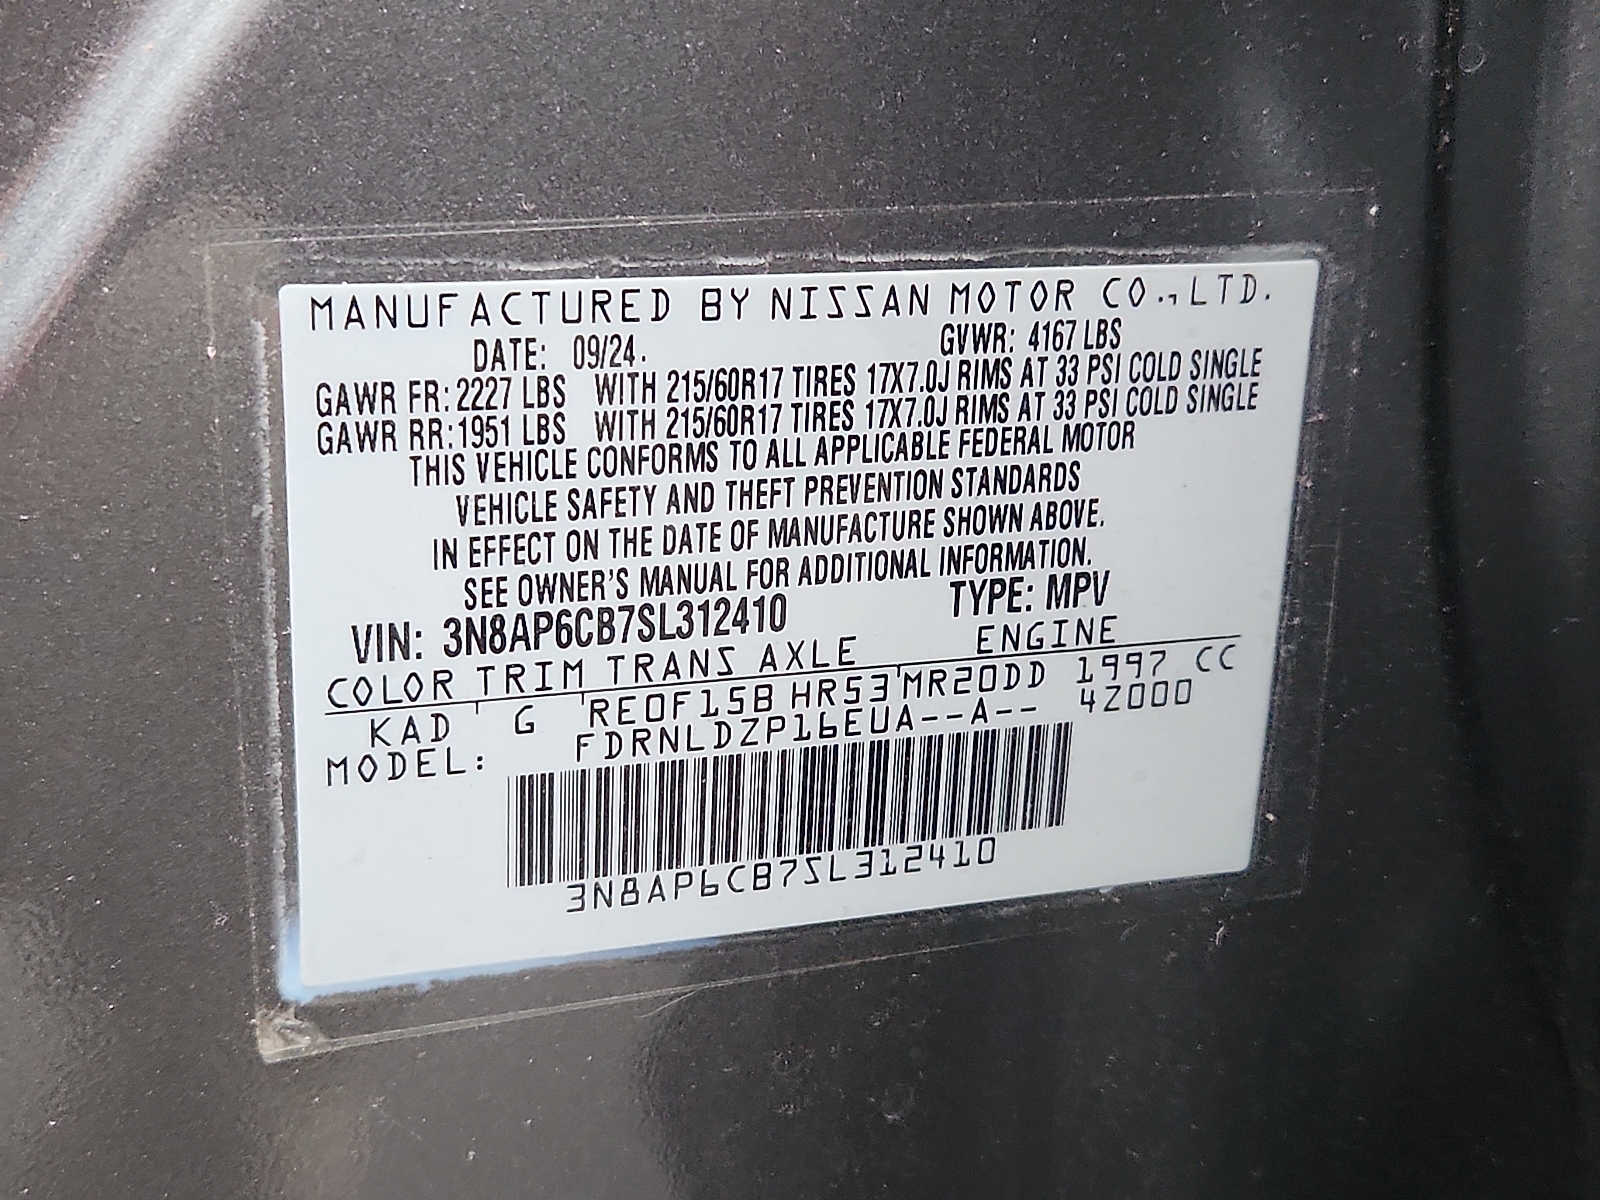 MANUFACTURED BY NISSAN MOTOR CO.,LTD.
DATE: 09/24. GVWR: 4167 LBS
GAWR FR: 2227 LBS WITH 215/60R17 TIRES 17X7.0J RIMS AT 33 PSI COLD SINGLE
GAWR RR: 1951 LBS WITH 215/60R17 TIRES 17X7.0J RIMS AT 33 PSI COLD SINGLE
THIS VEHICLE CONFORMS TO ALL APPLICABLE FEDERAL MOTOR
VEHICLE SAFETY AND THEFT PREVENTION STANDARDS
IN EFFECT ON THE DATE OF MANUFACTURE SHOWN ABOVE.
SEE OWNER'S MANUAL FOR ADDITIONAL INFORMATION.
VIN: 3N8AP6CB7SL312410 TYPE: MPV
COLOR TRIM TRANS AXLE ENGINE
KAD G RE0F15B HR53 MR20DD 1997 CC
MODEL: FDRNLDZP16EUA--A-- 42000
3N8AP6CB7SL312410